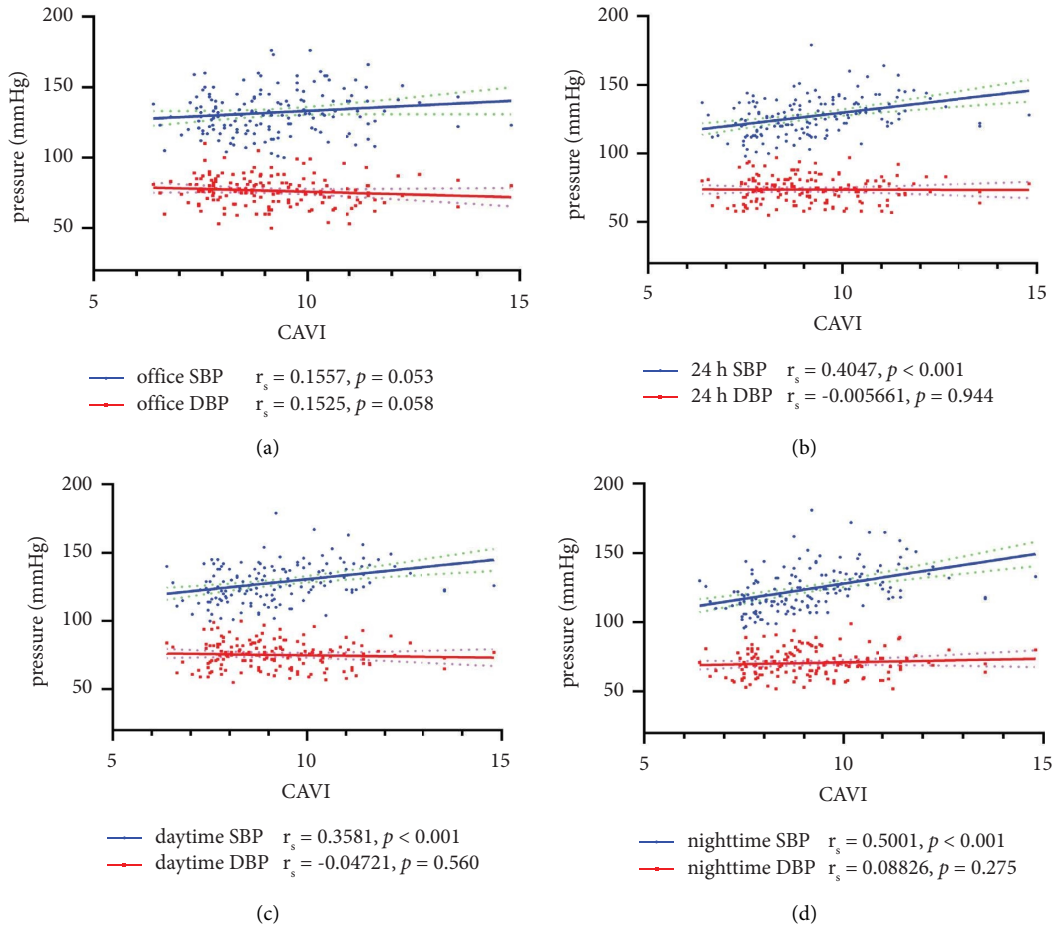 200
150
100
50
pressure (mmHg)
5
10
15
CAVI
office SBP r_s = 0.1557, p = 0.053
office DBP r_s = 0.1525, p = 0.058
(a)
200
150
100
50
pressure (mmHg)
5
10
15
CAVI
24 h SBP r_s = 0.4047, p < 0.001
24 h DBP r_s = -0.005661, p = 0.944
(b)
200
150
100
50
pressure (mmHg)
5
10
15
CAVI
daytime SBP r_s = 0.3581, p < 0.001
daytime DBP r_s = -0.04721, p = 0.560
(c)
200
150
100
50
pressure (mmHg)
5
10
15
CAVI
nighttime SBP r_s = 0.5001, p < 0.001
nighttime DBP r_s = 0.08826, p = 0.275
(d)